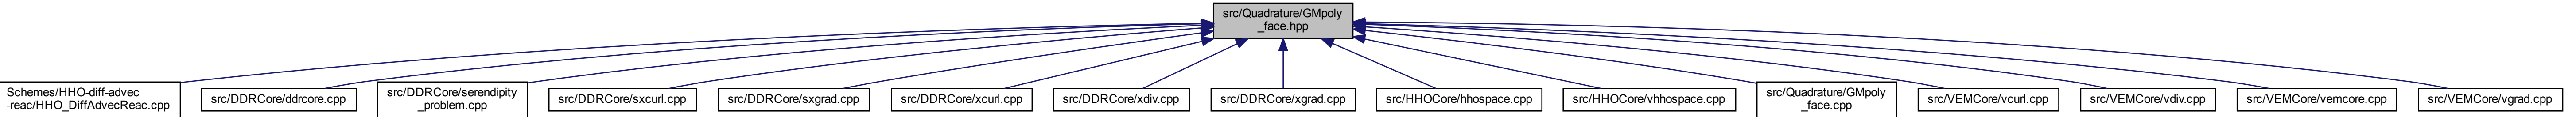 src/Quadrature/GMpoly
_face.hpp
Schemes/HHO-diff-advec
-reac/HHO_DiffAdvecReac.cpp
src/DDRCore/ddrcore.cpp
src/DDRCore/serendipity
_problem.cpp
src/DDRCore/sxcurl.cpp
src/DDRCore/sxgrad.cpp
src/DDRCore/xcurl.cpp
src/DDRCore/xdiv.cpp
src/DDRCore/xgrad.cpp
src/HHOCore/hhospace.cpp
src/HHOCore/vhhospace.cpp
src/Quadrature/GMpoly
_face.cpp
src/VEMCore/vcurl.cpp
src/VEMCore/vdiv.cpp
src/VEMCore/vemcore.cpp
src/VEMCore/vgrad.cpp